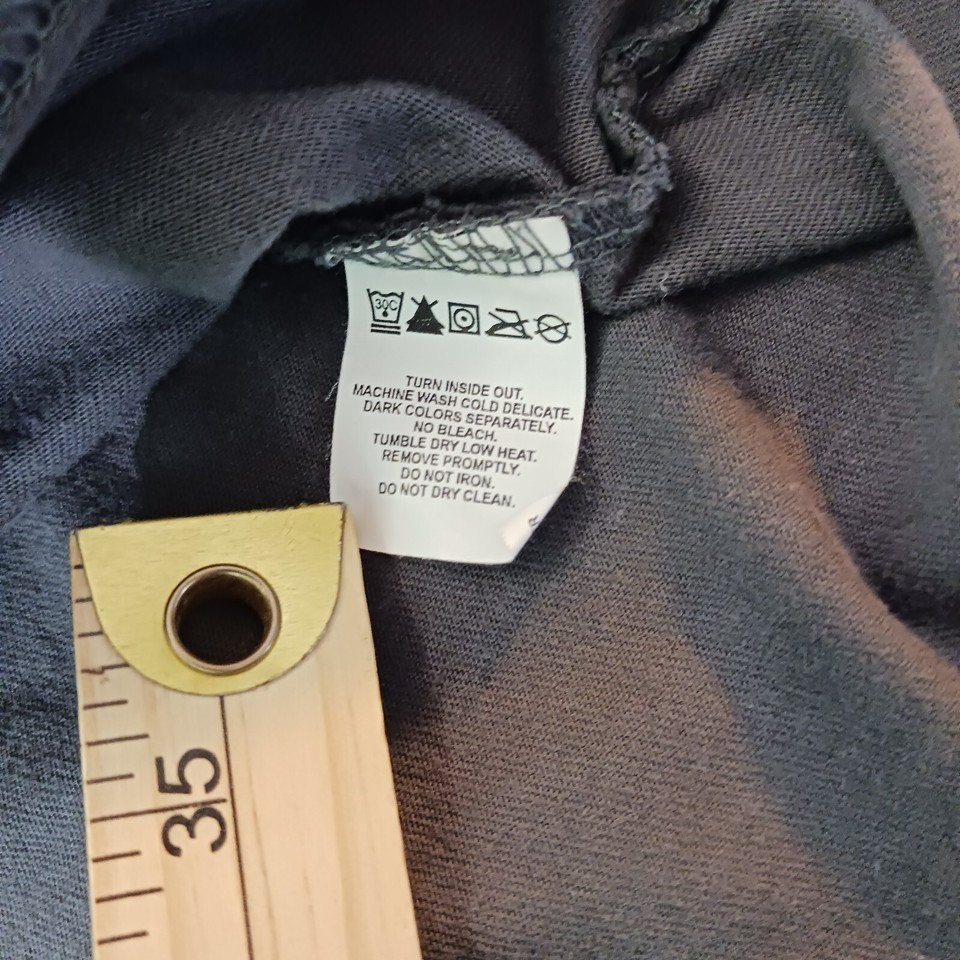 30C
TURN INSIDE OUT.
MACHINE WASH COLD DELICATE.
DARK COLORS SEPARATELY.
NO BLEACH.
TUMBLE DRY LOW HEAT.
REMOVE PROMPTLY.
DO NOT IRON.
DO NOT DRY CLEAN.
35